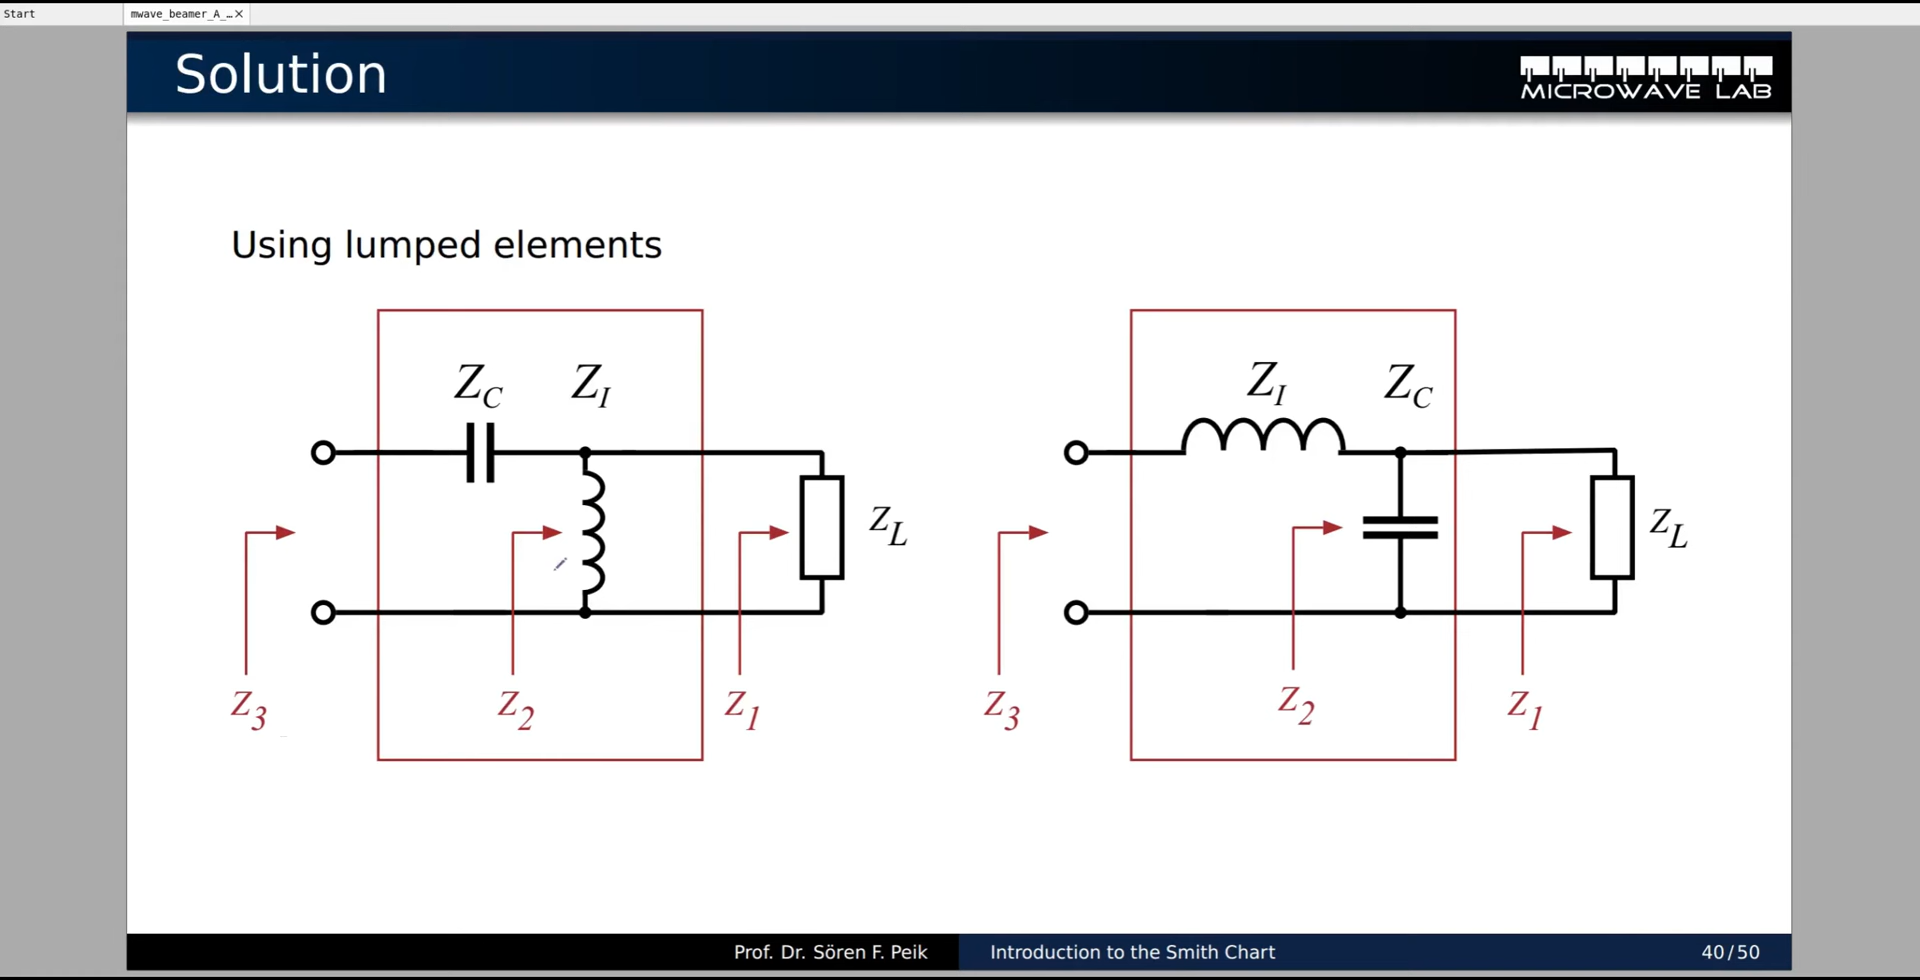 Start
mwave_beamer_A_…
Solution
MICROWAVE LAB
Using lumped elements
Z_C Z_I
Z_L
Z_3 Z_2 Z_1
Z_I Z_C
Z_L
Z_3 Z_2 Z_1
Prof. Dr. Sören F. Peik
Introduction to the Smith Chart
40/50